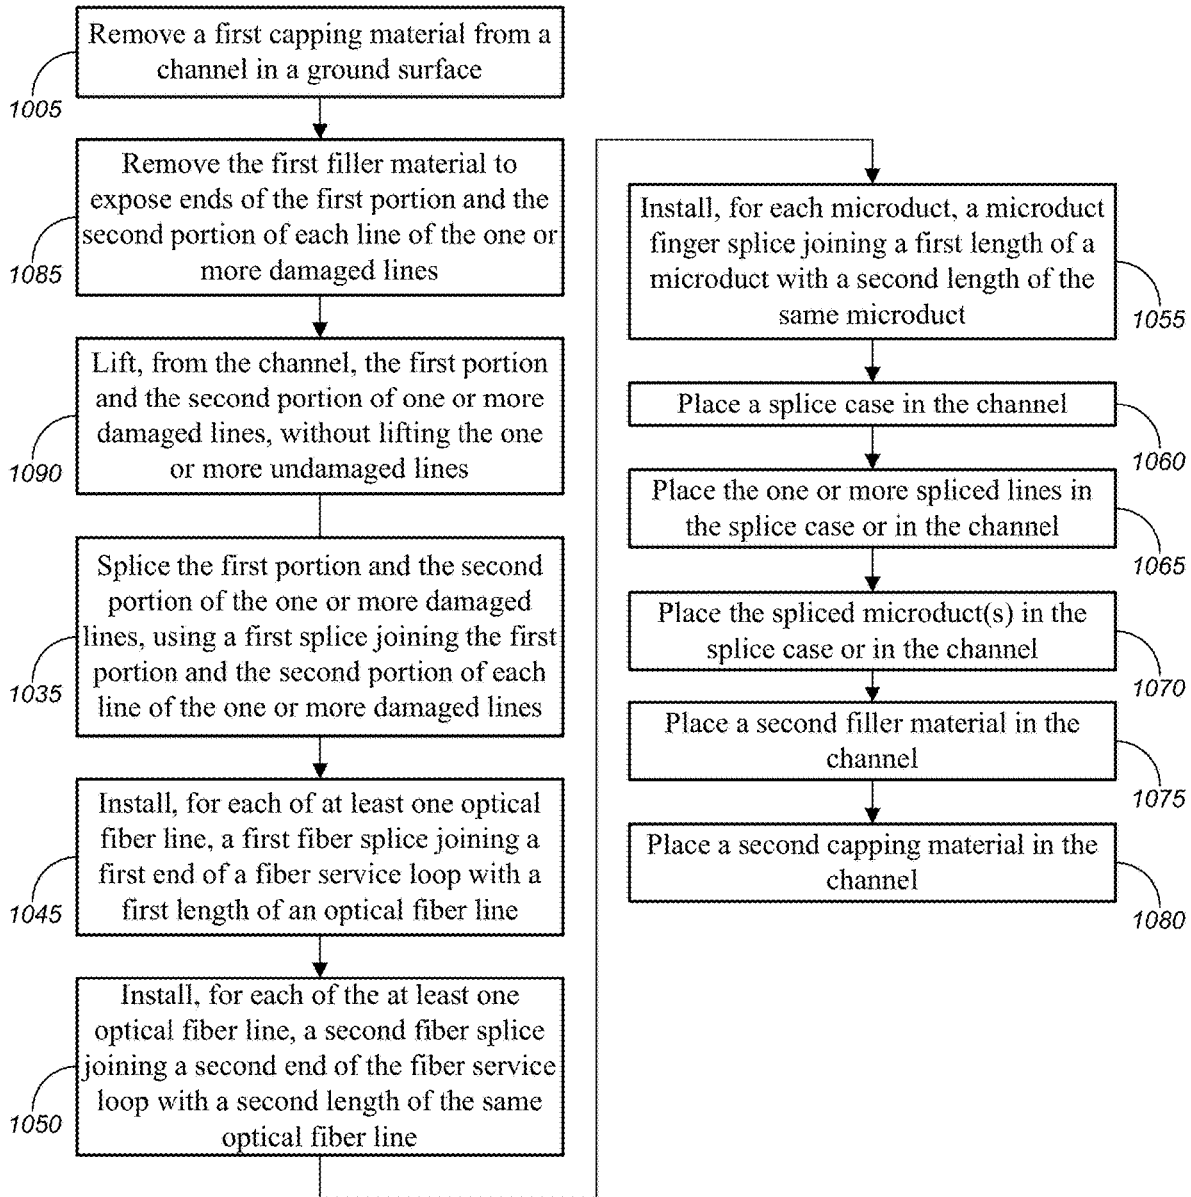 Remove a first capping material from a
channel in a ground surface
1005
Remove the first filler material to
expose ends of the first portion and the
second portion of each line of the one or
more damaged lines
1085
Lift, from the channel, the first portion
and the second portion of one or more
damaged lines, without lifting the one
or more undamaged lines
1090
Splice the first portion and the second
portion of the one or more damaged
lines, using a first splice joining the first
portion and the second portion of each
line of the one or more damaged lines
1035
Install, for each of at least one optical
fiber line, a first fiber splice joining a
first end of a fiber service loop with a
first length of an optical fiber line
1045
Install, for each of the at least one
optical fiber line, a second fiber splice
joining a second end of the fiber service
loop with a second length of the same
optical fiber line
1050
Install, for each microduct, a microduct
finger splice joining a first length of a
microduct with a second length of the
same microduct
1055
Place a splice case in the channel
1060
Place the one or more spliced lines in
the splice case or in the channel
1065
Place the spliced microduct(s) in the
splice case or in the channel
1070
Place a second filler material in the
channel
1075
Place a second capping material in the
channel
1080